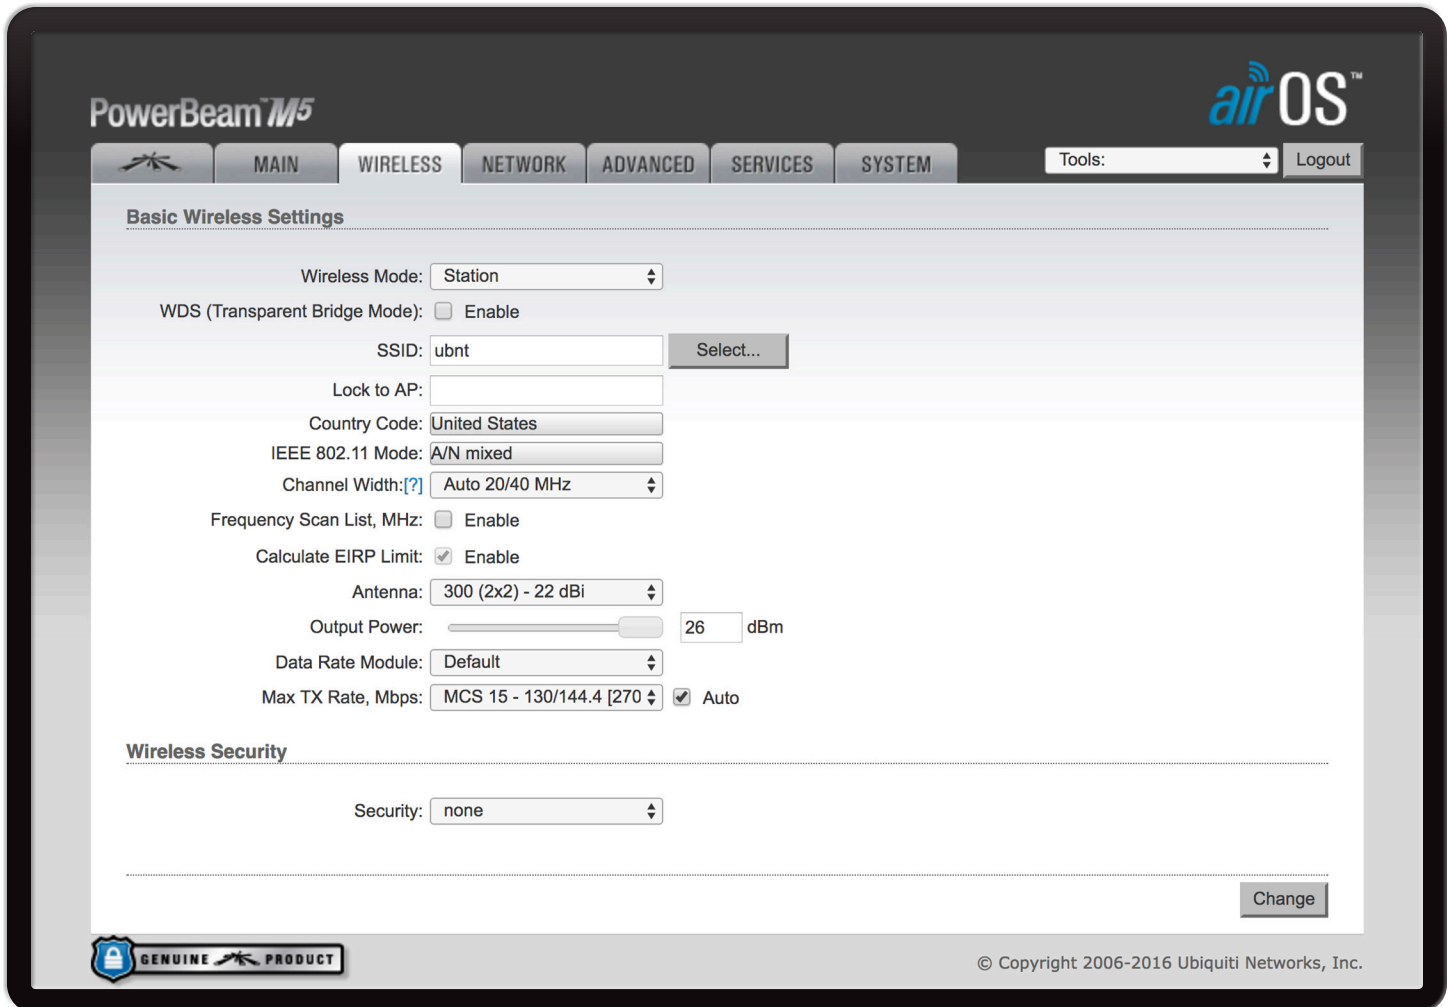 airOS™
PowerBeam™ M5
MAIN WIRELESS NETWORK ADVANCED SERVICES SYSTEM Tools: Logout
Basic Wireless Settings
Wireless Mode: Station
WDS (Transparent Bridge Mode): Enable
SSID: ubnt Select...
Lock to AP:
Country Code: United States
IEEE 802.11 Mode: A/N mixed
Channel Width:[?] Auto 20/40 MHz
Frequency Scan List, MHz: Enable
Calculate EIRP Limit: Enable
Antenna: 300 (2x2) - 22 dBi
Output Power: 26 dBm
Data Rate Module: Default
Max TX Rate, Mbps: MCS 15 - 130/144.4 [270 Auto
Wireless Security
Security: none
Change
GENUINE PRODUCT
© Copyright 2006-2016 Ubiquiti Networks, Inc.